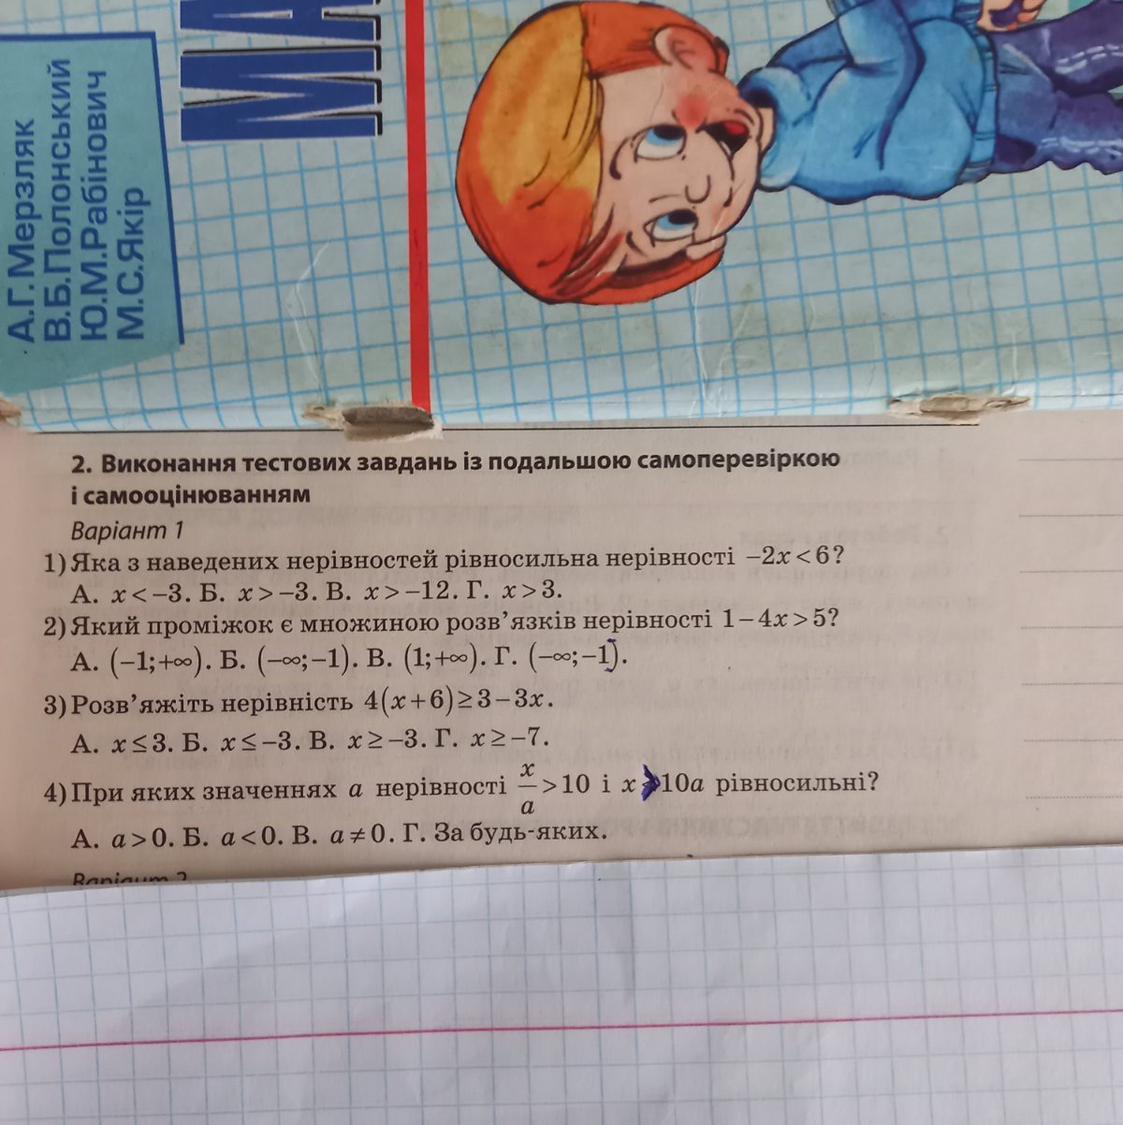 А.Г. Мерзляк
В.Б. Полонський
Ю.М. Рабінович
М.С. Якір
МА
2. Виконання тестових завдань із подальшою самоперевіркою
і самооцінюванням
Варіант 1
1) Яка з наведених нерівностей рівносильна нерівності −2x < 6?
А. x < −3. Б. x > −3. В. x > −12. Г. x > 3.
2) Який проміжок є множиною розв’язків нерівності 1 − 4x > 5?
А. (−1; +∞). Б. (−∞; −1). В. (1; +∞). Г. (−∞; −1].
3) Розв’яжіть нерівність 4(x + 6) ≥ 3 − 3x.
А. x ≤ 3. Б. x ≤ −3. В. x ≥ −3. Г. x ≥ −7.
4) При яких значеннях a нерівності x/a > 10 і x > 10a рівносильні?
А. a > 0. Б. a < 0. В. a ≠ 0. Г. За будь-яких.